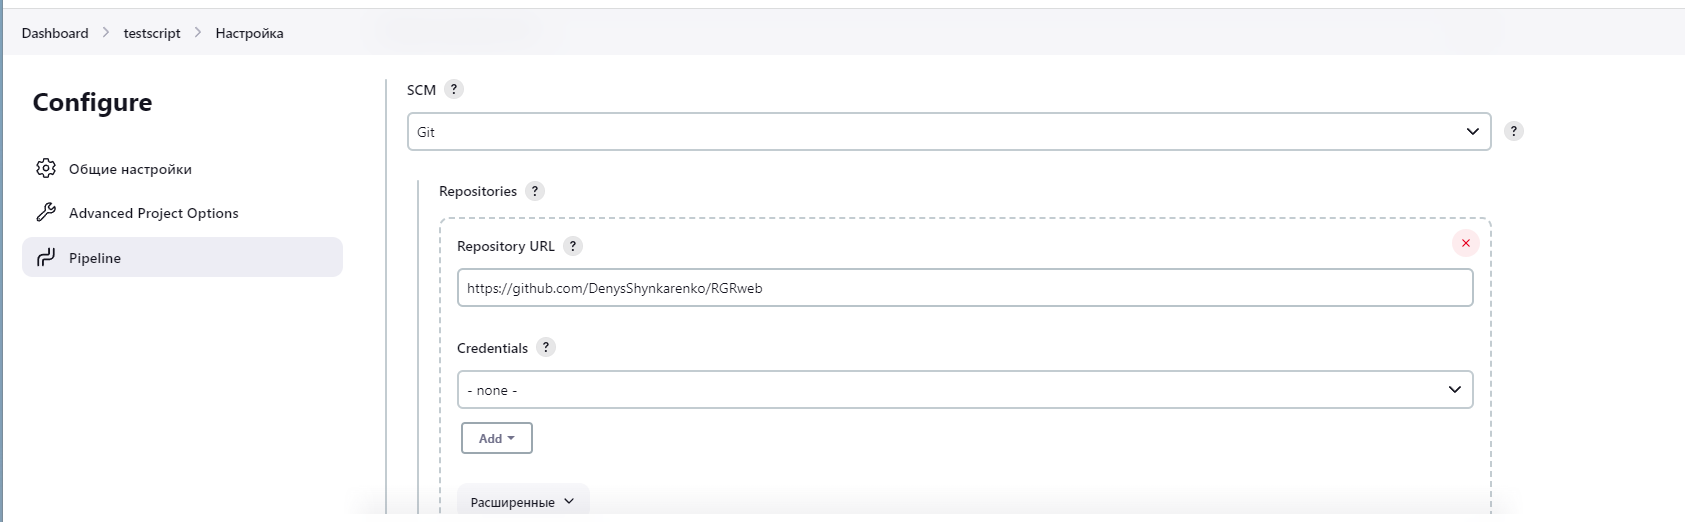 Dashboard > testscript > Настройка
Configure
Общие настройки
Advanced Project Options
Pipeline
SCM ?
Git
?
Repositories ?
Repository URL ?
https://github.com/DenysShynkarenko/RGRweb
Credentials ?
- none -
Add
Расширенные